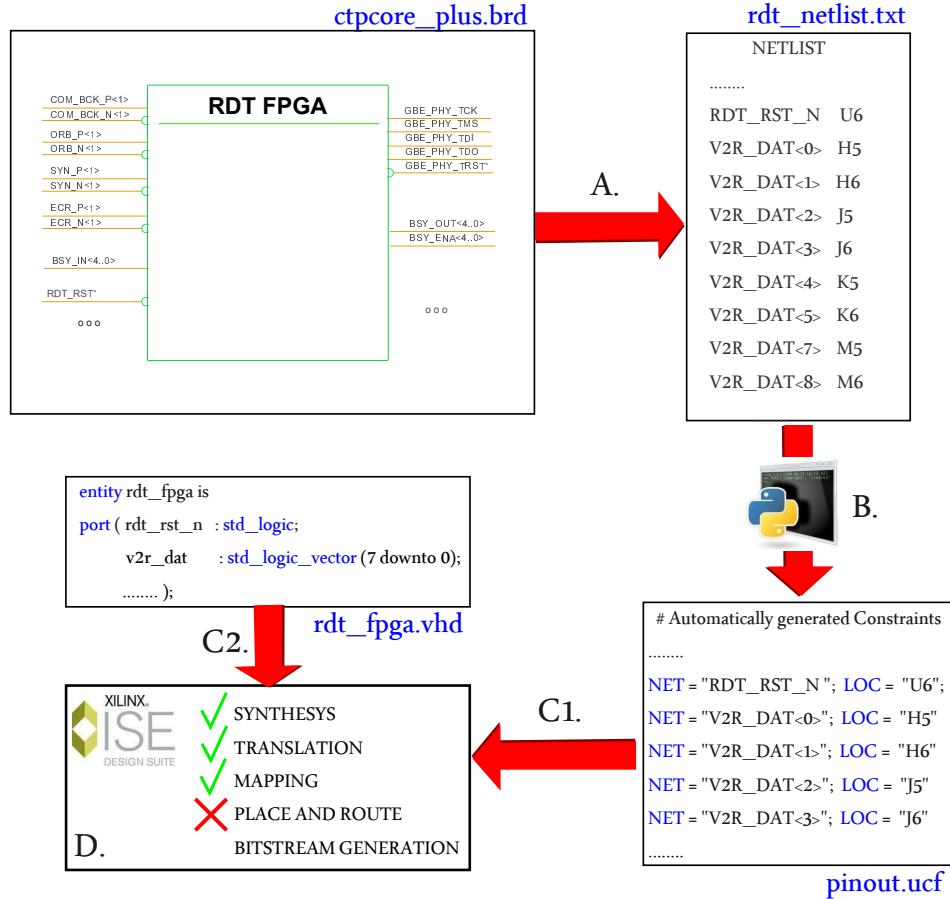 ctpcore_plus.brd
RDT FPGA
COM_BCK_P<1>
COM_BCK_N<1>
ORB_P<1>
ORB_N<1>
SYN_P<1>
SYN_N<1>
ECR_P<1>
ECR_N<1>
BSY_IN<4..0>
RDT_RST*
o o o
GBE_PHY_TCK
GBE_PHY_TMS
GBE_PHY_TDI
GBE_PHY_TDO
GBE_PHY_TRST*
BSY_OUT<4..0>
BSY_ENA<4..0>
o o o
A.
rdt_netlist.txt
NETLIST
........
RDT_RST_N U6
V2R_DAT<0> H5
V2R_DAT<1> H6
V2R_DAT<2> J5
V2R_DAT<3> J6
V2R_DAT<4> K5
V2R_DAT<5> K6
V2R_DAT<7> M5
V2R_DAT<8> M6
B.
entity rdt_fpga is
port ( rdt_rst_n : std_logic;
v2r_dat : std_logic_vector (7 downto 0);
........ );
rdt_fpga.vhd
C2.
# Automatically generated Constraints
........
NET = "RDT_RST_N "; LOC = "U6";
NET = "V2R_DAT<0>"; LOC = "H5"
NET = "V2R_DAT<1>"; LOC = "H6"
NET = "V2R_DAT<2>"; LOC = "J5"
NET = "V2R_DAT<3>"; LOC = "J6"
........
pinout.ucf
C1.
XILINX.
ISE
DESIGN SUITE
SYNTHESYS
TRANSLATION
MAPPING
PLACE AND ROUTE
BITSTREAM GENERATION
D.